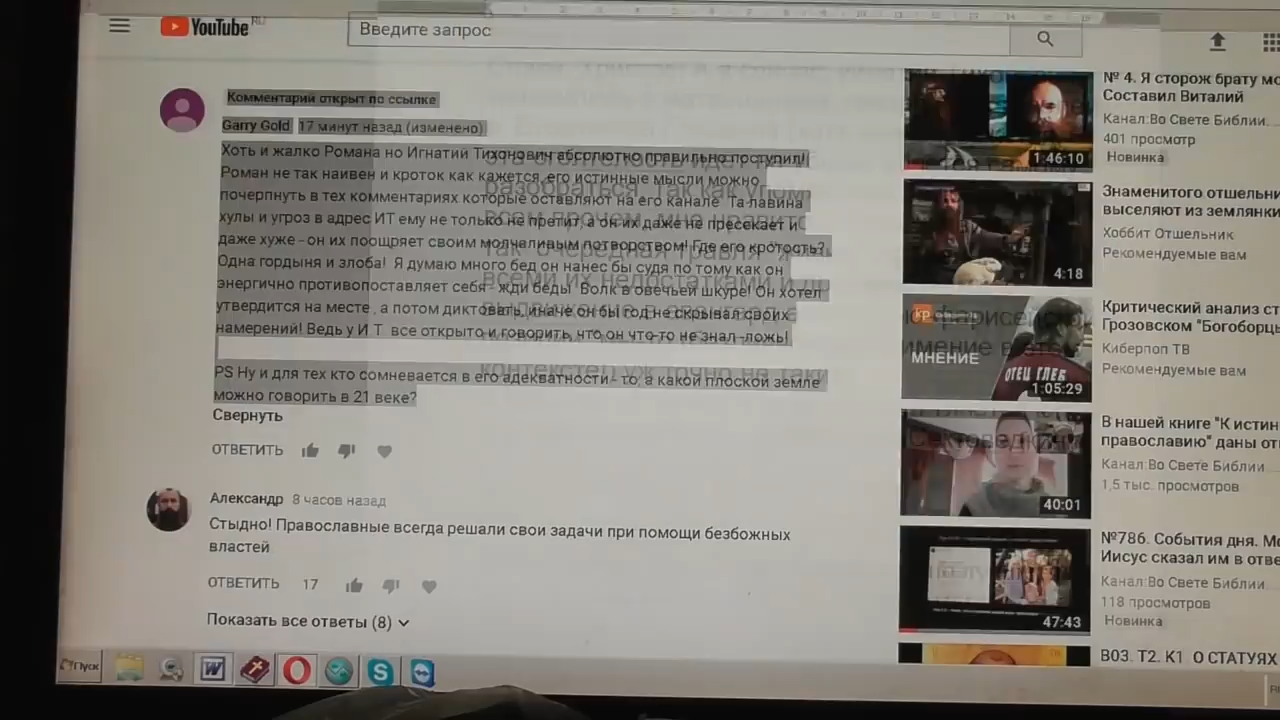 YouTube RU
Введите запрос
Комментарий открыт по ссылке
Garry Gold 17 минут назад (изменено)
Хоть и жалко Романа но Игнатий Тихонович абсолютно правильно поступил!
Роман не так наивен и кроток как кажется, его истинные мысли можно
почерпнуть в тех комментариях которые оставляют на его канале Та лавина
хулы и угроз в адрес ИТ ему не только не претит, а он их даже не пресекает и
даже хуже - он их поощряет своим молчаливым потворством! Где его кротость?
Одна гордыня и злоба! Я думаю много бед он нанес бы судя по тому как он
энергично противопоставляет себя - жди беды! Волк в овечьей шкуре! Он хотел
утвердится на месте , а потом диктовать, иначе он бы год не скрывал своих
намерений! Ведь у И Т все открыто и говорить, что он что-то не знал -ложь!
PS Ну и для тех кто сомневается в его адекватности - то, а какой плоской земле
можно говорить в 21 веке?
Свернуть
ОТВЕТИТЬ
Александр 8 часов назад
Стыдно! Православные всегда решали свои задачи при помощи безбожных
властей
ОТВЕТИТЬ 17
Показать все ответы (8)
№ 4. Я сторож брату мо
Составил Виталий
Канал:Во Свете Библии...
401 просмотр
Новинка
1:46:10
Знаменитого отшельни
выселяют из землянки
Хоббит Отшельник
Рекомендуемые вам
4:18
Критический анализ ст
Грозовском "Богоборць
Киберпоп ТВ
Рекомендуемые вам
КР
МНЕНИЕ
ОТЕЦ ГЛЕБ
1:05:29
В нашей книге "К истин
православию" даны от
Канал:Во Свете Библии...
1,5 тыс. просмотров
40:01
№786. События дня. Мо
Иисус сказал им в отве
Канал:Во Свете Библии...
118 просмотров
Новинка
47:43
В03. Т2. К1 О СТАТУЯХ
Пуск